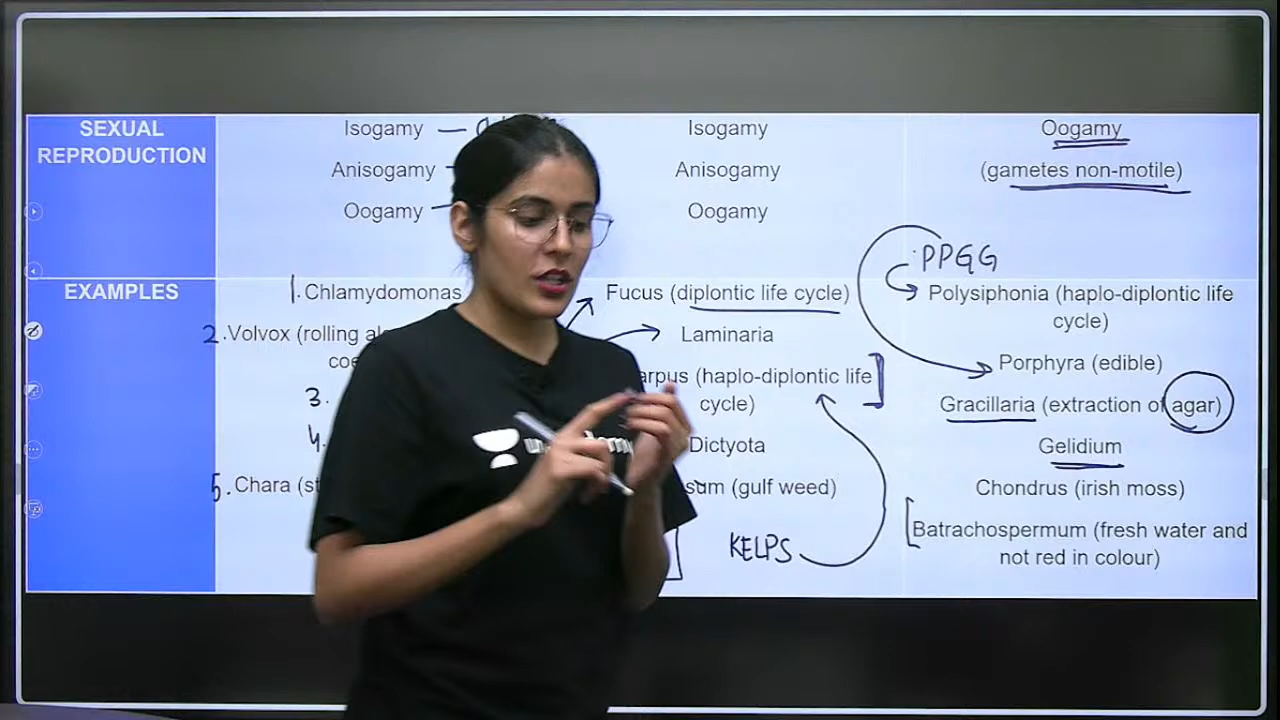 SEXUAL
REPRODUCTION
Isogamy
Anisogamy
Oogamy
Isogamy
Anisogamy
Oogamy
Oogamy
(gametes non-motile)
EXAMPLES
1. Chlamydomonas
2. Volvox (rolling
3.
4.
5. Chara
Fucus (diplontic life cycle)
Laminaria
(haplo-diplontic life
cycle)
Dictyota
(gulf weed)
KELPS
PPGG
Polysiphonia (haplo-diplontic life
cycle)
Porphyra (edible)
Gracillaria (extraction of agar)
Gelidium
Chondrus (irish moss)
Batrachospermum (fresh water and
not red in colour)